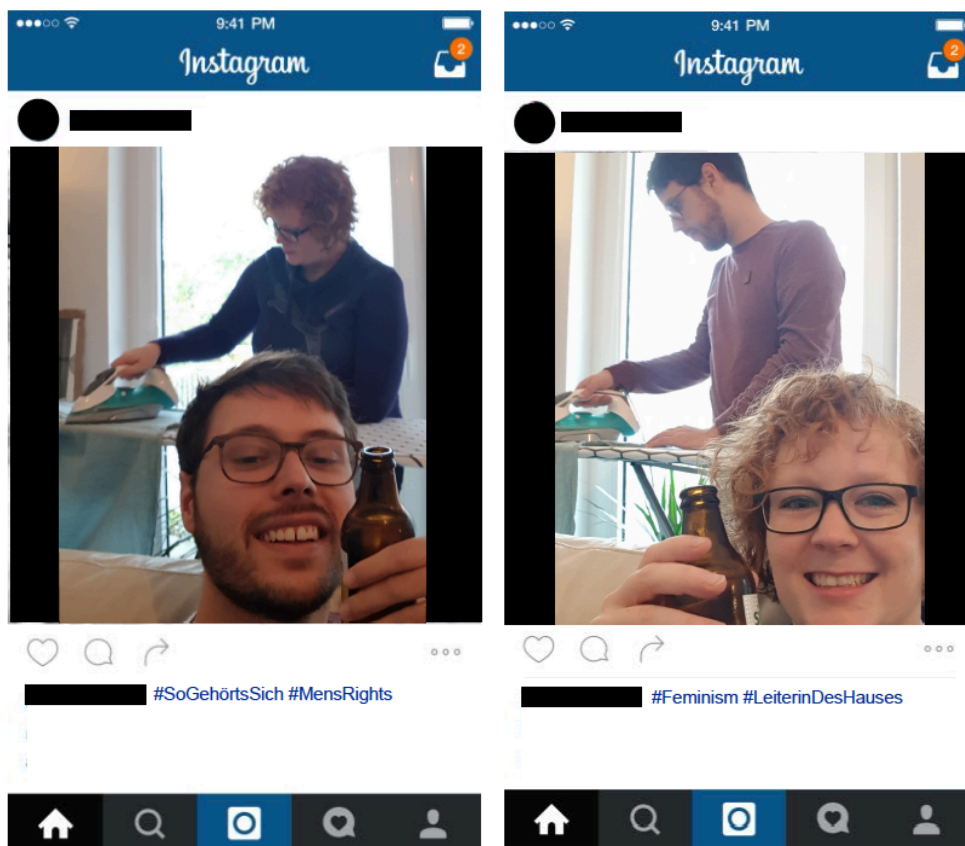 9:41 PM
Instagram
2
#SoGehörtsSich #MensRights
9:41 PM
Instagram
2
#Feminism #LeiterinDesHauses